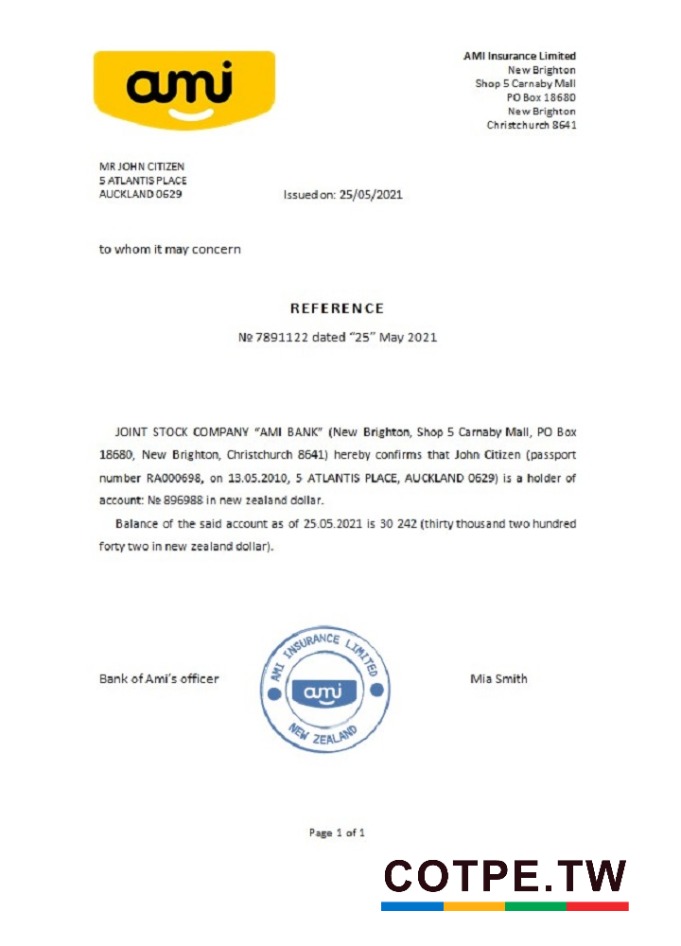 ami
AMI Insurance Limited
New Brighton
Shop 5 Carnaby Mall
PO Box 18680
New Brighton
Christchurch 8641
MR JOHN CITIZEN
5 ATLANTIS PLACE
AUCKLAND 0629
Issued on: 25/05/2021
to whom it may concern
REFERENCE
№ 7891122 dated “25” May 2021
JOINT STOCK COMPANY “AMI BANK” (New Brighton, Shop 5 Carnaby Mall, PO Box
18680, New Brighton, Christchurch 8641) hereby confirms that John Citizen (passport
number RA000698, on 13.05.2010, 5 ATLANTIS PLACE, AUCKLAND 0629) is a holder of
account: № 896988 in new zealand dollar.
Balance of the said account as of 25.05.2021 is 30 242 (thirty thousand two hundred
forty two in new zealand dollar).
Bank of Ami’s officer
AMI INSURANCE LIMITED
ami
NEW ZEALAND
Mia Smith
Page 1 of 1
COTPE.TW